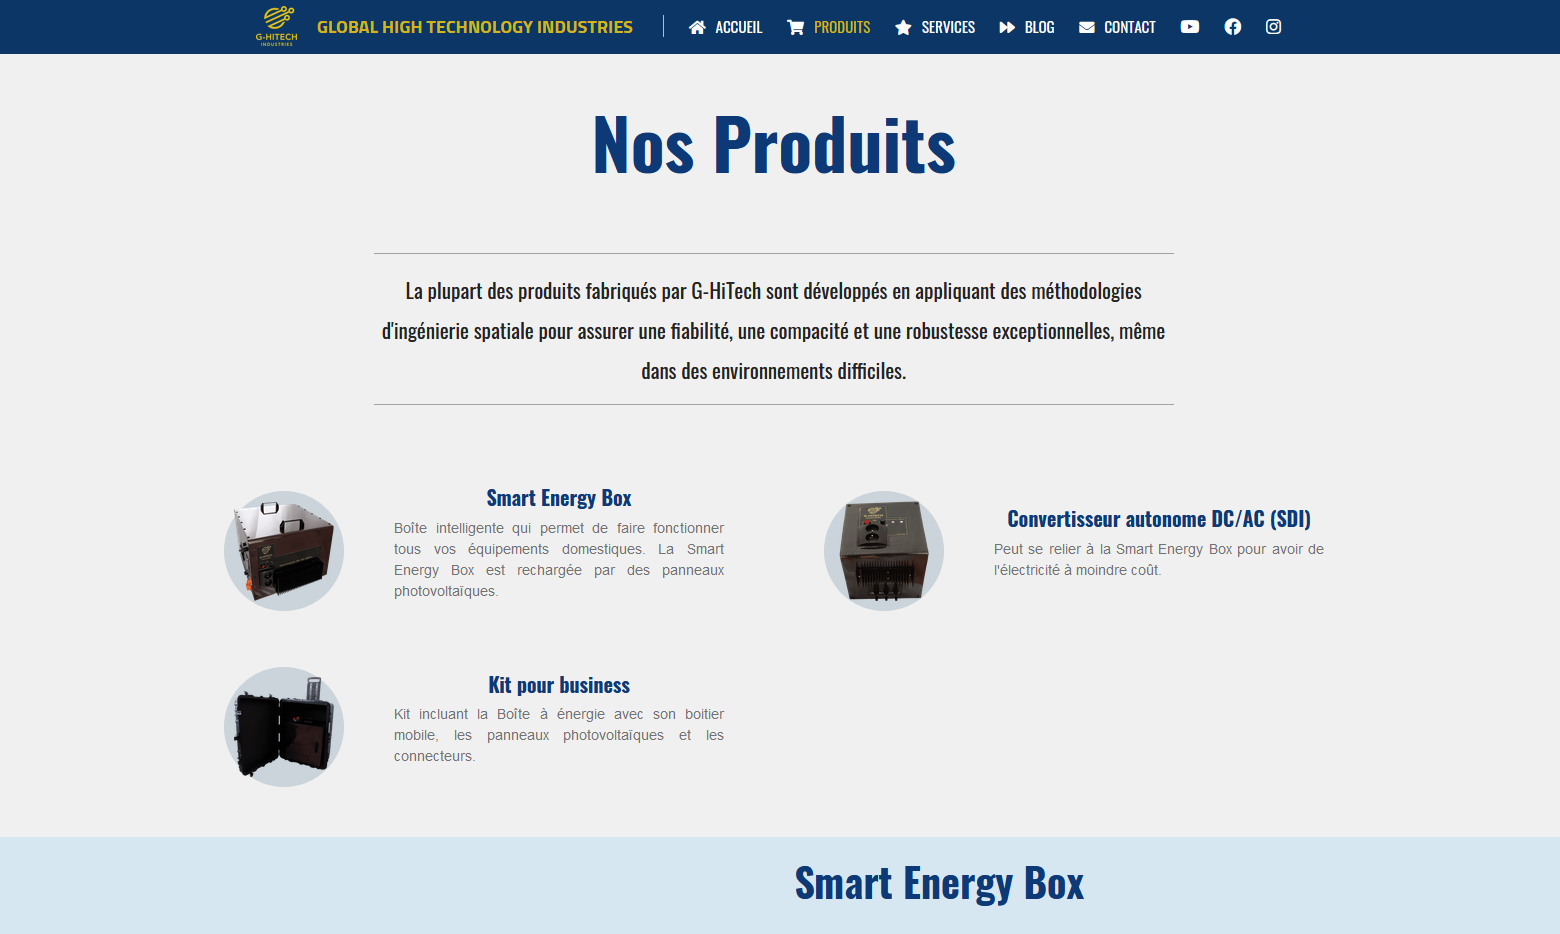 G-HITECH
INDUSTRIES
GLOBAL HIGH TECHNOLOGY INDUSTRIES
ACCUEIL
PRODUITS
SERVICES
BLOG
CONTACT
Nos Produits
La plupart des produits fabriqués par G-HiTech sont développés en appliquant des méthodologies
d'ingénierie spatiale pour assurer une fiabilité, une compacité et une robustesse exceptionnelles, même
dans des environnements difficiles.
Smart Energy Box
Boîte intelligente qui permet de faire fonctionner
tous vos équipements domestiques. La Smart
Energy Box est rechargée par des panneaux
photovoltaïques.
Convertisseur autonome DC/AC (SDI)
Peut se relier à la Smart Energy Box pour avoir de
l'électricité à moindre coût.
Kit pour business
Kit incluant la Boîte à énergie avec son boitier
mobile, les panneaux photovoltaïques et les
connecteurs.
Smart Energy Box